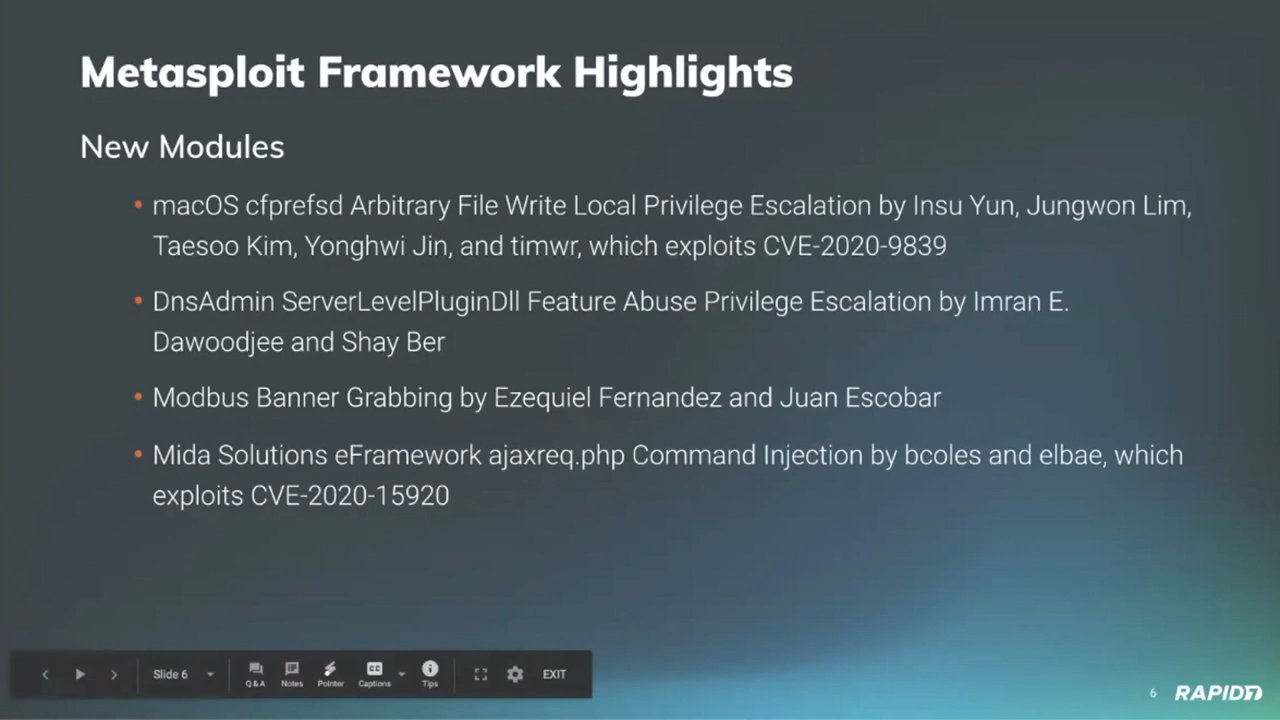 Metasploit Framework Highlights
New Modules
• macOS cfprefsd Arbitrary File Write Local Privilege Escalation by Insu Yun, Jungwon Lim,
Taesoo Kim, Yonghwi Jin, and timwr, which exploits CVE-2020-9839
• DnsAdmin ServerLevelPluginDll Feature Abuse Privilege Escalation by Imran E.
Dawoodjee and Shay Ber
• Modbus Banner Grabbing by Ezequiel Fernandez and Juan Escobar
• Mida Solutions eFramework ajaxreq.php Command Injection by bcoles and elbae, which
exploits CVE-2020-15920
Slide 6
Q&A Notes Pointer Captions Tips EXIT
6 RAPID7